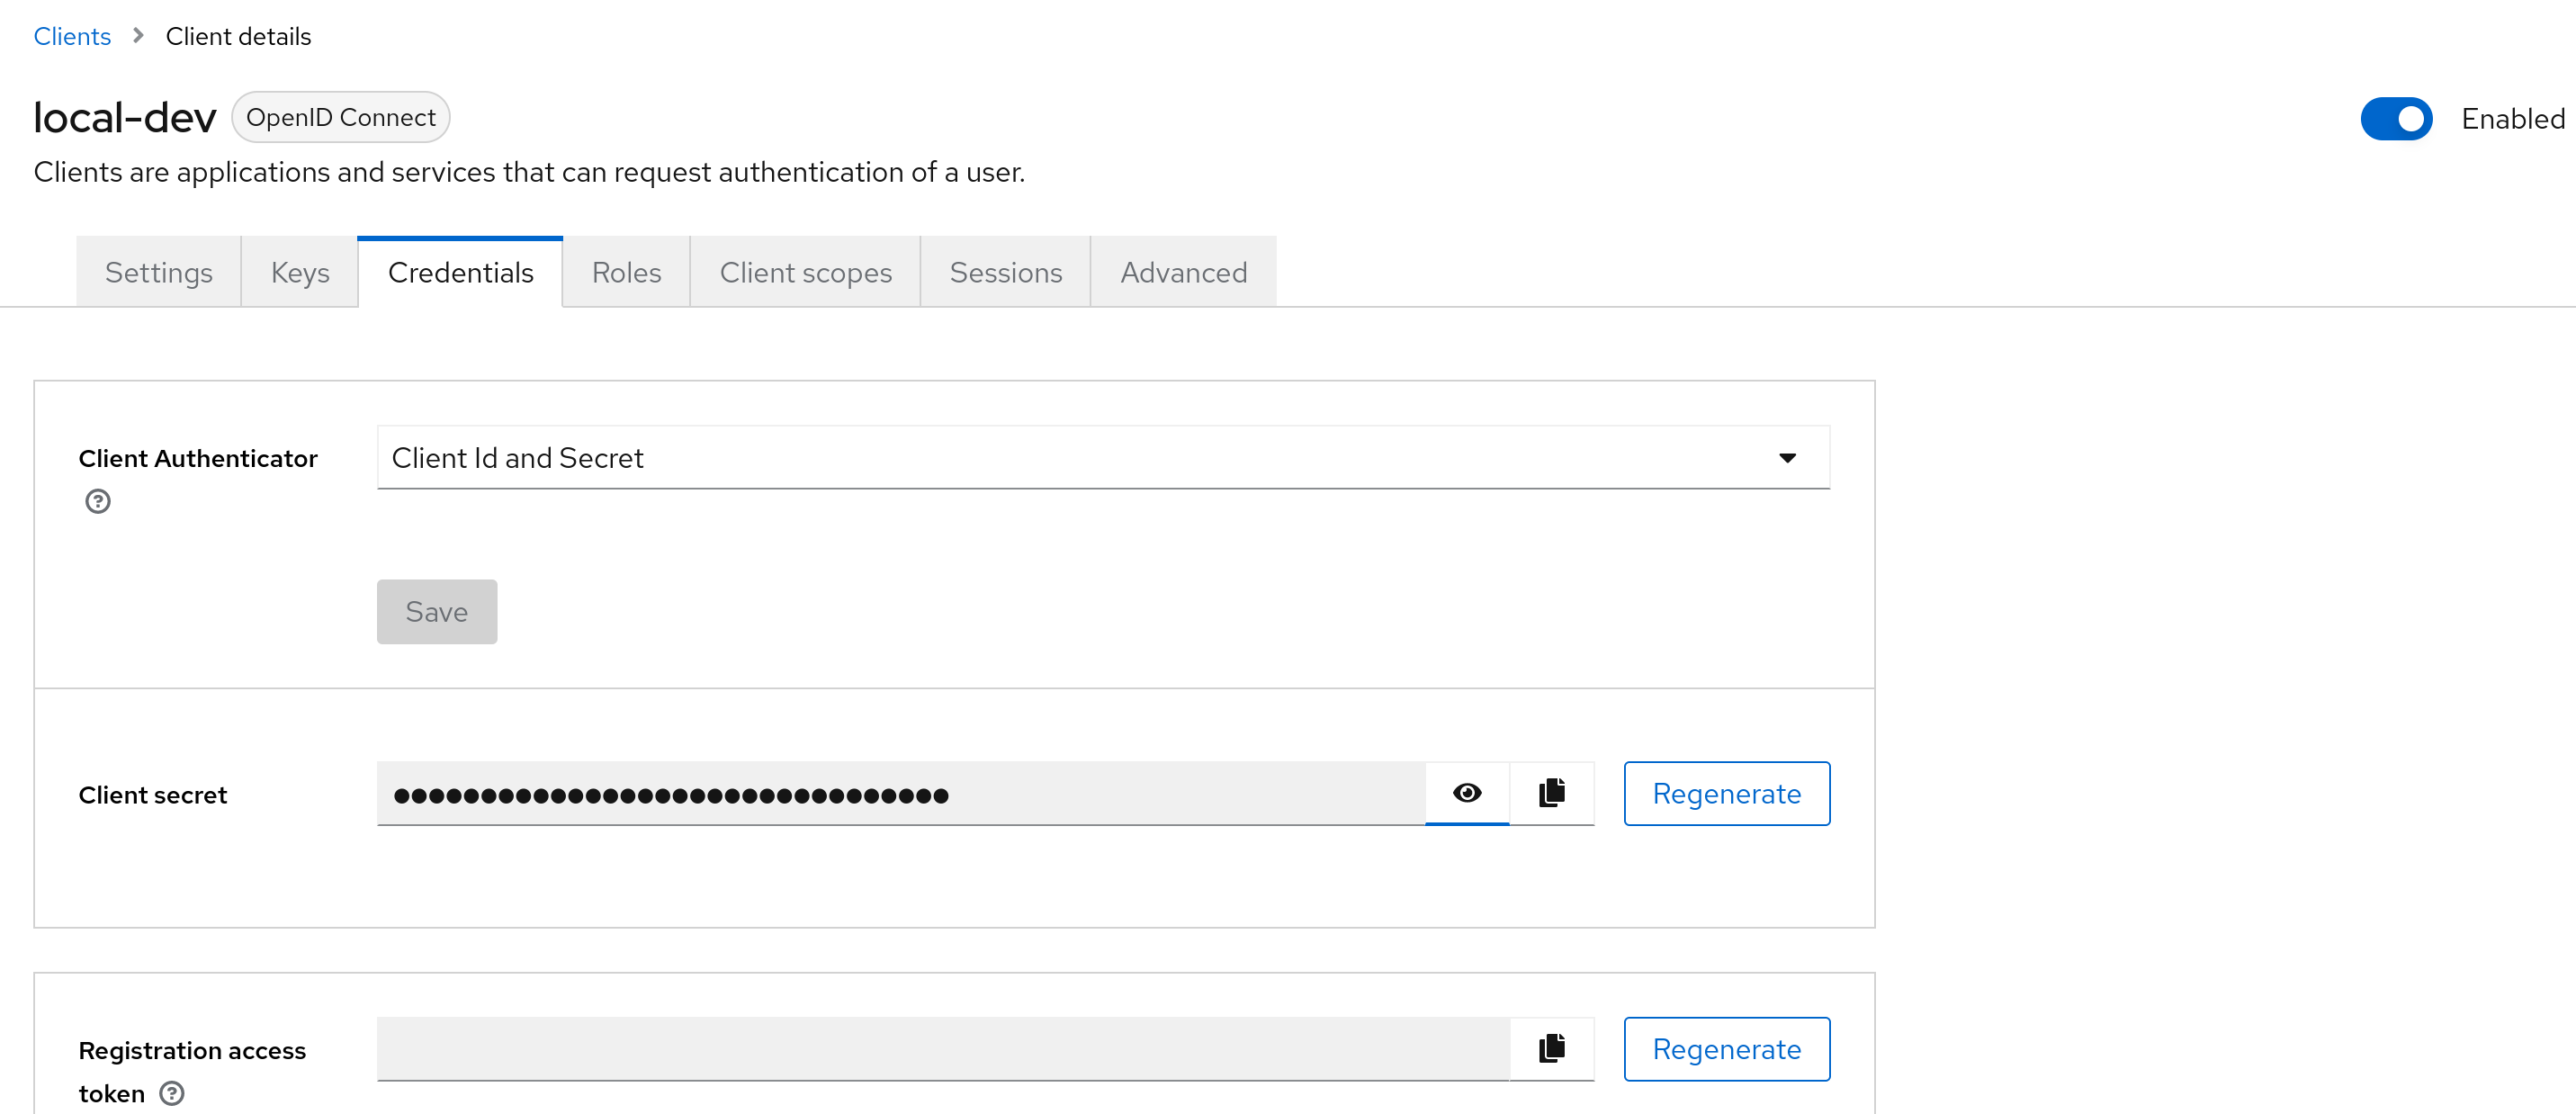 Clients > Client details
local-dev OpenID Connect Enabled
Clients are applications and services that can request authentication of a user.
Settings Keys Credentials Roles Client scopes Sessions Advanced
Client Authenticator Client Id and Secret
Save
Client secret ●●●●●●●●●●●●●●●●●●●●●●●●●●●●●●●● Regenerate
Registration access Regenerate
token